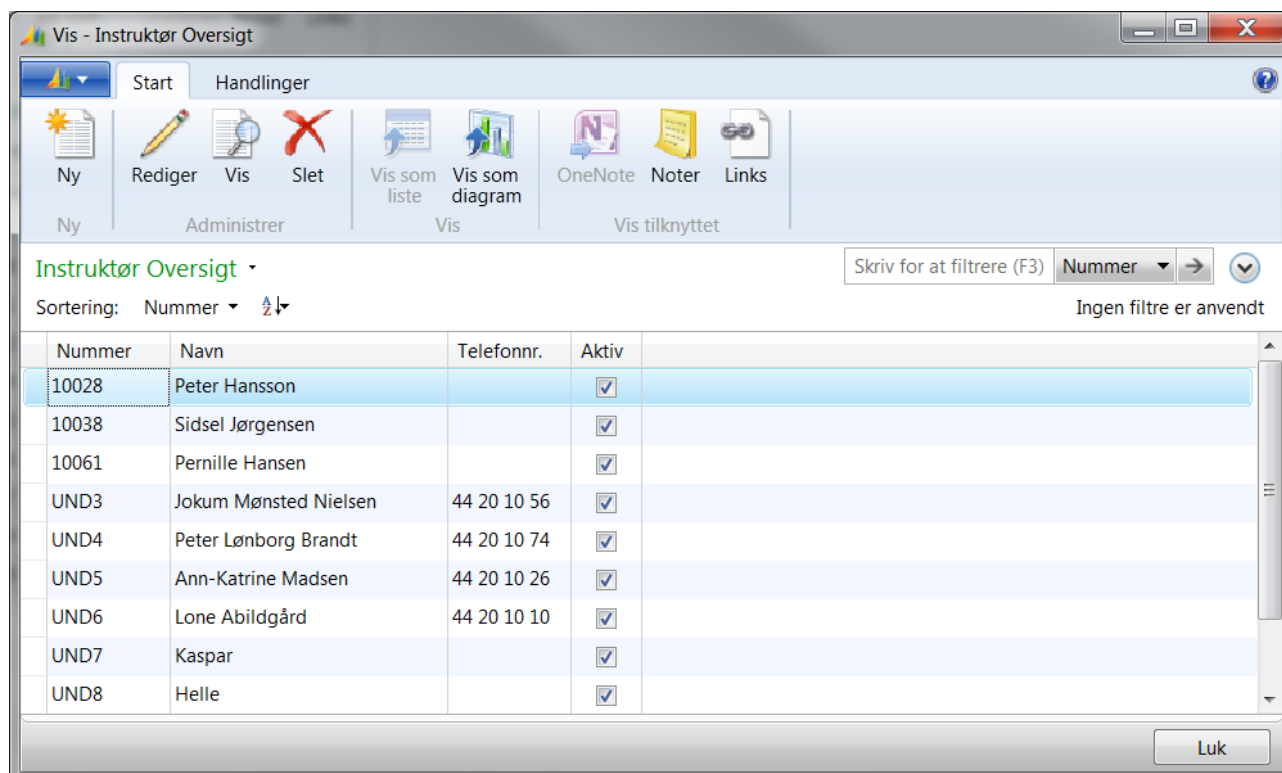 Vis - Instruktør Oversigt
Start Handlinger
Ny Rediger Vis Slet Vis som liste Vis som diagram OneNote Noter Links
Ny Administrer Vis Vis tilknyttet
Instruktør Oversigt Skriv for at filtrere (F3) Nummer
Sortering: Nummer Ingen filtre er anvendt
Nummer Navn Telefonnr. Aktiv
10028 Peter Hansson
10038 Sidsel Jørgensen
10061 Pernille Hansen
UND3 Jokum Mønsted Nielsen 44 20 10 56
UND4 Peter Lønborg Brandt 44 20 10 74
UND5 Ann-Katrine Madsen 44 20 10 26
UND6 Lone Abildgård 44 20 10 10
UND7 Kaspar
UND8 Helle
Luk